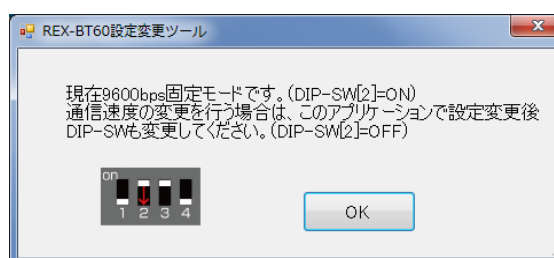 REX-BT60設定変更ツール
現在9600bps固定モードです。(DIP-SW[2]=ON)
通信速度の変更を行う場合は、このアプリケーションで設定変更後
DIP-SWも変更してください。(DIP-SW[2]=OFF)
on
1 2 3 4
OK